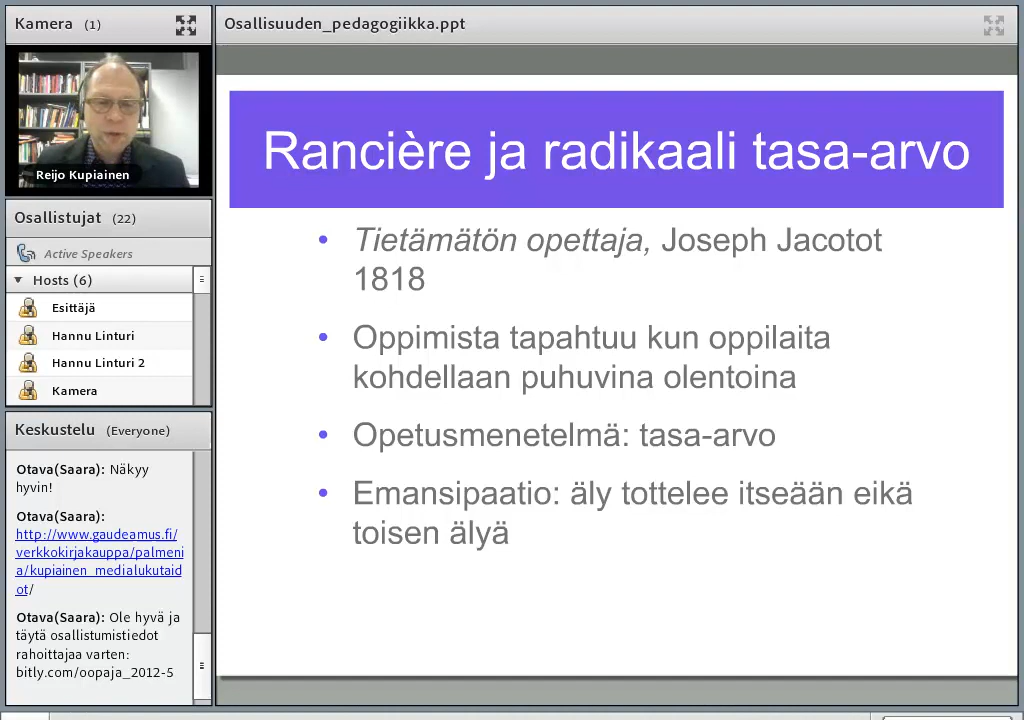 Kamera (1)
Reijo Kupiainen
Osallistujat (22)
Active Speakers
Hosts (6)
Esittäjä
Hannu Linturi
Hannu Linturi 2
Kamera
Keskustelu (Everyone)
Otava(Saara): Näkyy
hyvin!
Otava(Saara):
http://www.gaudeamus.fi/
verkkokirjakauppa/palmeni
a/kupiainen_medialukutaid
ot/
Otava(Saara): Ole hyvä ja
täytä osallistumistiedot
rahoittajaa varten:
bitly.com/oopaja_2012-5
Osallisuuden_pedagogiikka.ppt
Rancière ja radikaali tasa-arvo
• Tietämätön opettaja, Joseph Jacotot
1818
• Oppimista tapahtuu kun oppilaita
kohdellaan puhuvina olentoina
• Opetusmenetelmä: tasa-arvo
• Emansipaatio: äly tottelee itseään eikä
toisen älyä